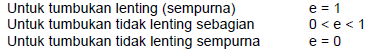 Untuk tumbukan lenting (sempurna) e = 1
Untuk tumbukan tidak lenting sebagian 0 < e < 1
Untuk tumbukan tidak lenting sempurna e = 0